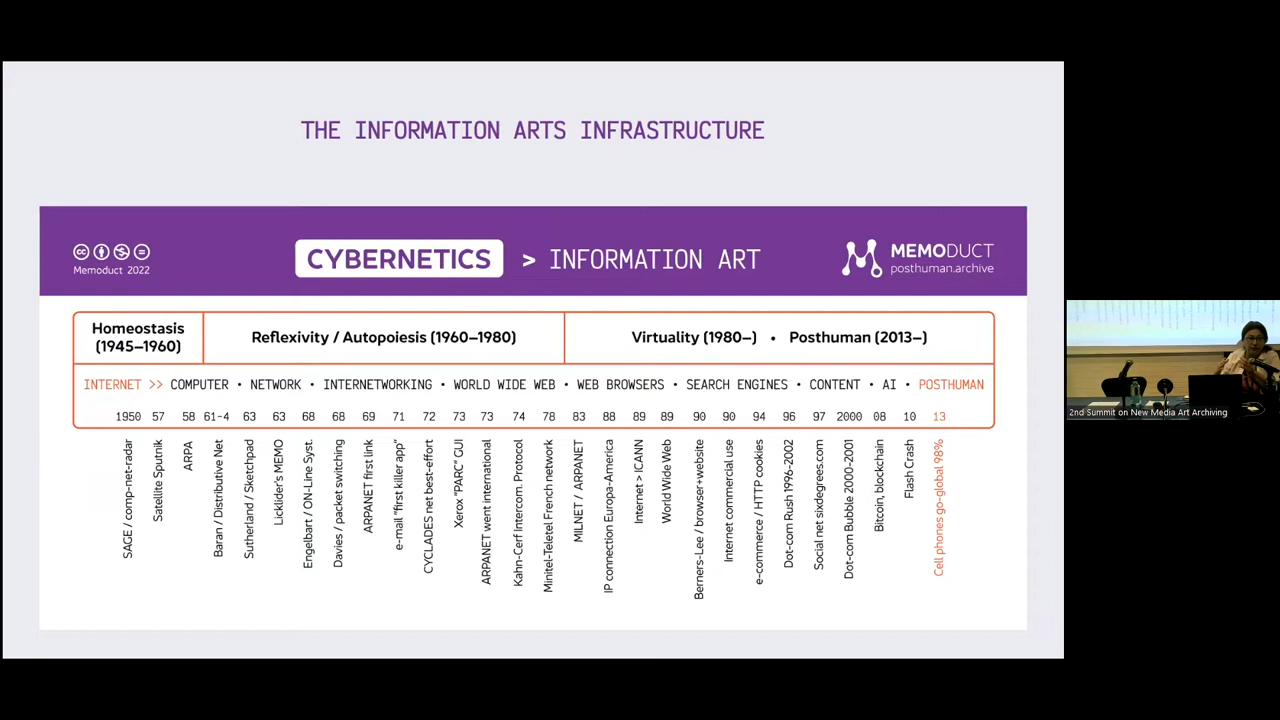 THE INFORMATION ARTS INFRASTRUCTURE
cc
Memoduct 2022
CYBERNETICS > INFORMATION ART
MEMODUCT
posthuman.archive
Homeostasis
(1945–1960)
Reflexivity / Autopoiesis (1960–1980)
Virtuality (1980–) • Posthuman (2013–)
INTERNET >> COMPUTER • NETWORK • INTERNETWORKING • WORLD WIDE WEB • WEB BROWSERS • SEARCH ENGINES • CONTENT • AI • POSTHUMAN
1950 57 58 61-4 63 63 68 68 69 71 72 73 73 74 78 83 88 89 89 90 90 94 96 97 2000 08 10 13
SAGE / comp-net-radar
Satellite Sputnik
ARPA
Baran / Distributive Net
Sutherland / Sketchpad
Licklider's MEMO
Engelbart / ON-Line Syst.
Davies / packet switching
ARPANET first link
e-mail "first killer app"
CYCLADES net best-effort
Xerox "PARC" GUI
ARPANET went international
Kahn-Cerf Intercom. Protocol
Minitel-Teletel French network
MILNET / ARPANET
IP connection Europa-America
Internet > ICANN
World Wide Web
Berners-Lee / browser+website
Internet commercial use
e-commerce / HTTP cookies
Dot-com Rush 1996-2002
Social net sixdegrees.com
Dot-com Bubble 2000-2001
Bitcoin, blockchain
Flash Crash
Cell phones go-global 98%
2nd Summit on New Media Art Archiving